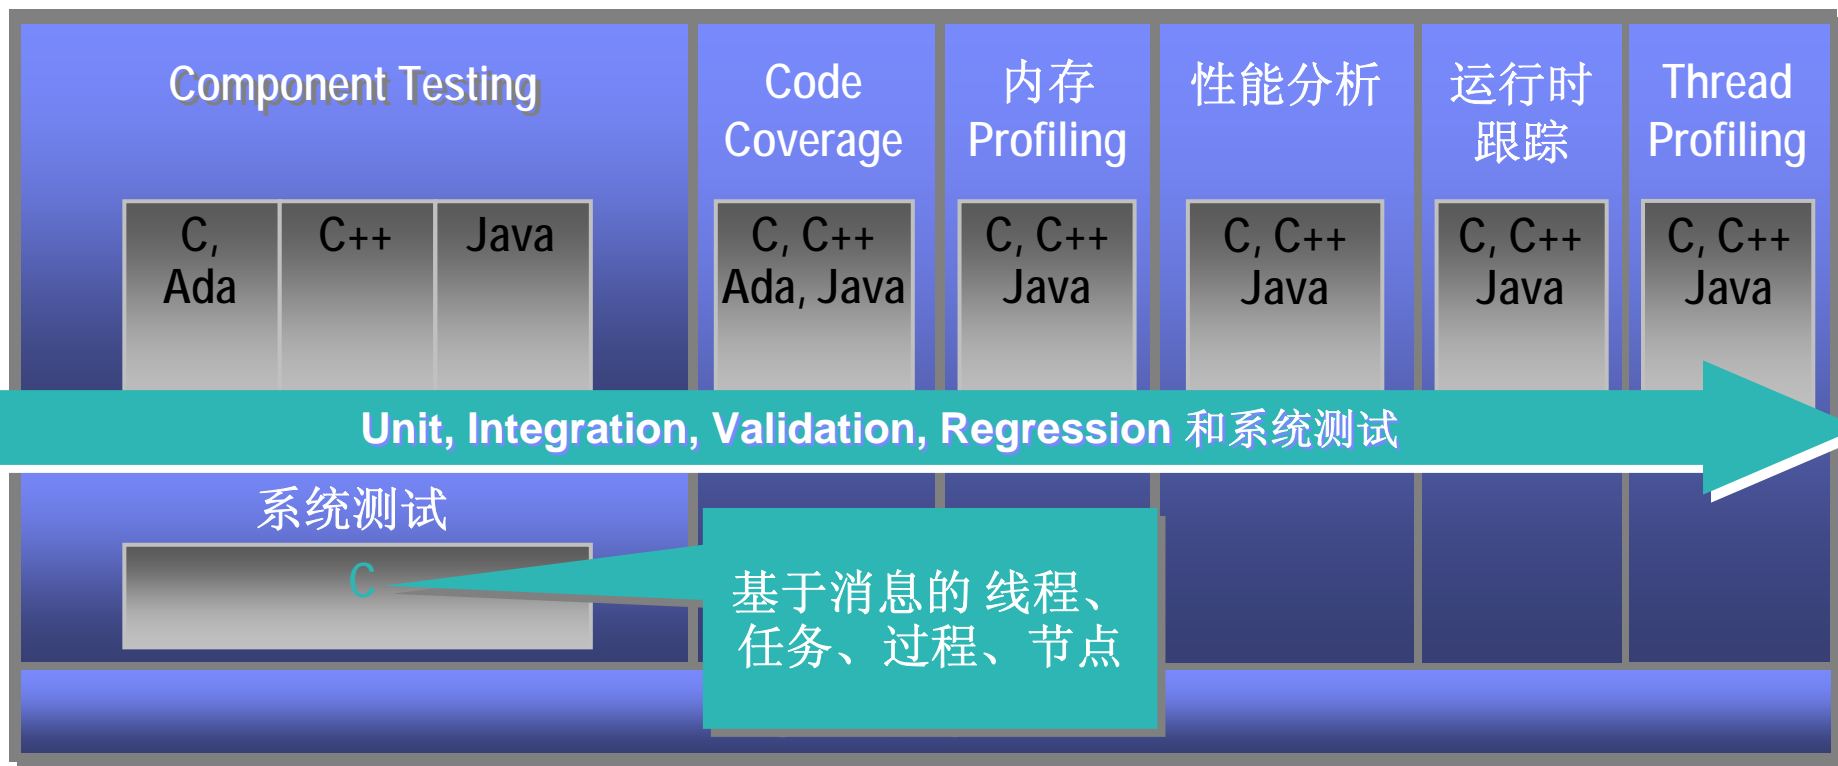 Component Testing
C,
Ada
C++
Java
Code
Coverage
C, C++
Ada, Java
内存
Profiling
C, C++
Java
性能分析
C, C++
Java
运行时
跟踪
C, C++
Java
Thread
Profiling
C, C++
Java
Unit, Integration, Validation, Regression 和系统测试
系统测试
C
基于消息的 线程、
任务、过程、节点